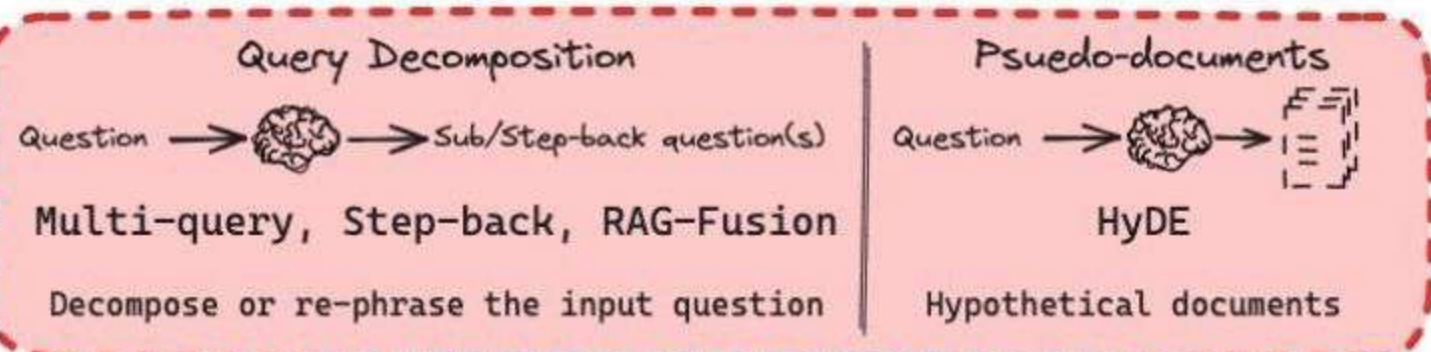 Query Decomposition
Question
Sub/Step-back question(s)
Multi-query, Step-back, RAG-Fusion
Decompose or re-phrase the input question
Psuedo-documents
Question
HyDE
Hypothetical documents